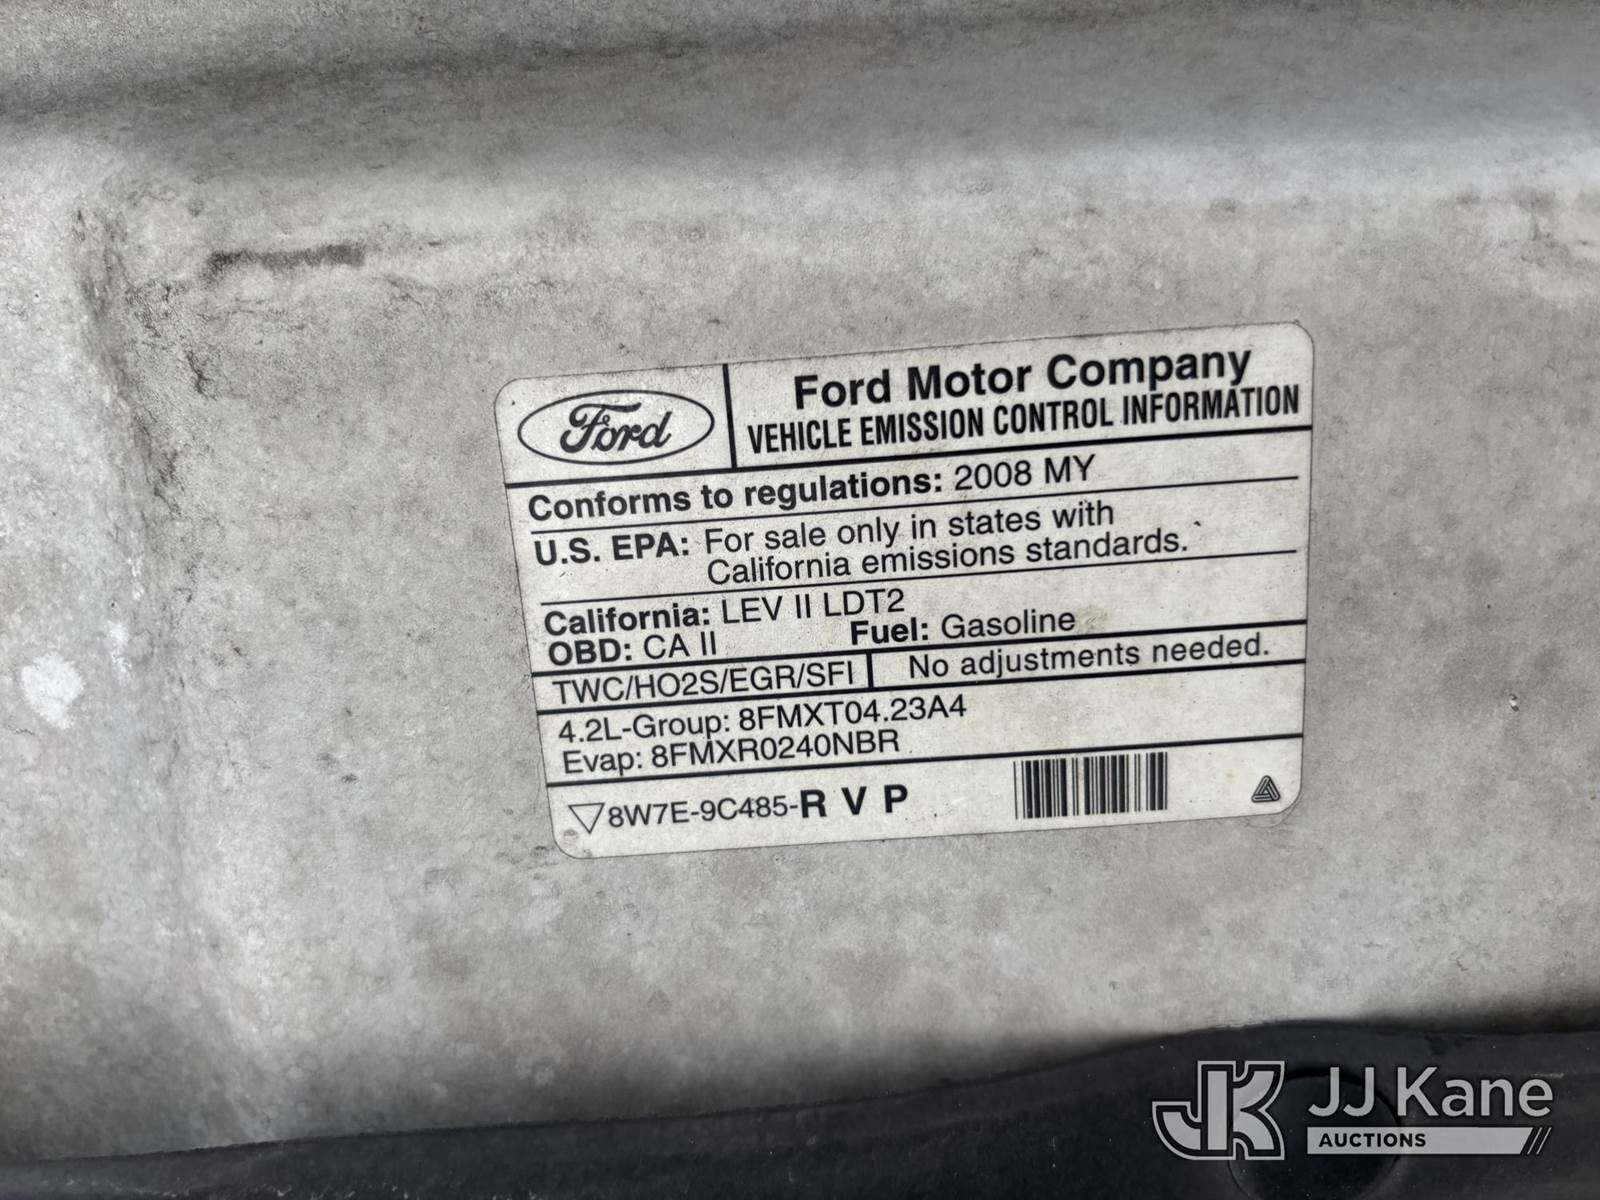 Ford
Ford Motor Company
VEHICLE EMISSION CONTROL INFORMATION
Conforms to regulations: 2008 MY
U.S. EPA: For sale only in states with
California emissions standards.
California: LEV II LDT2
OBD: CA II Fuel: Gasoline
TWC/HO2S/EGR/SFI No adjustments needed.
4.2L-Group: 8FMXT04.23A4
Evap: 8FMXR0240NBR
8W7E-9C485-R V P
JK JJ Kane
AUCTIONS